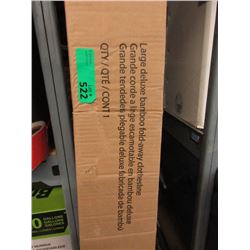 Large deluxe bamboo fold-away clothesline
Grande corde à linge escamotable en bambou deluxe
Grande tendedera plegable deluxe fabricada de bambú
QTY / QTÉ / CONT 1
522
GALLON